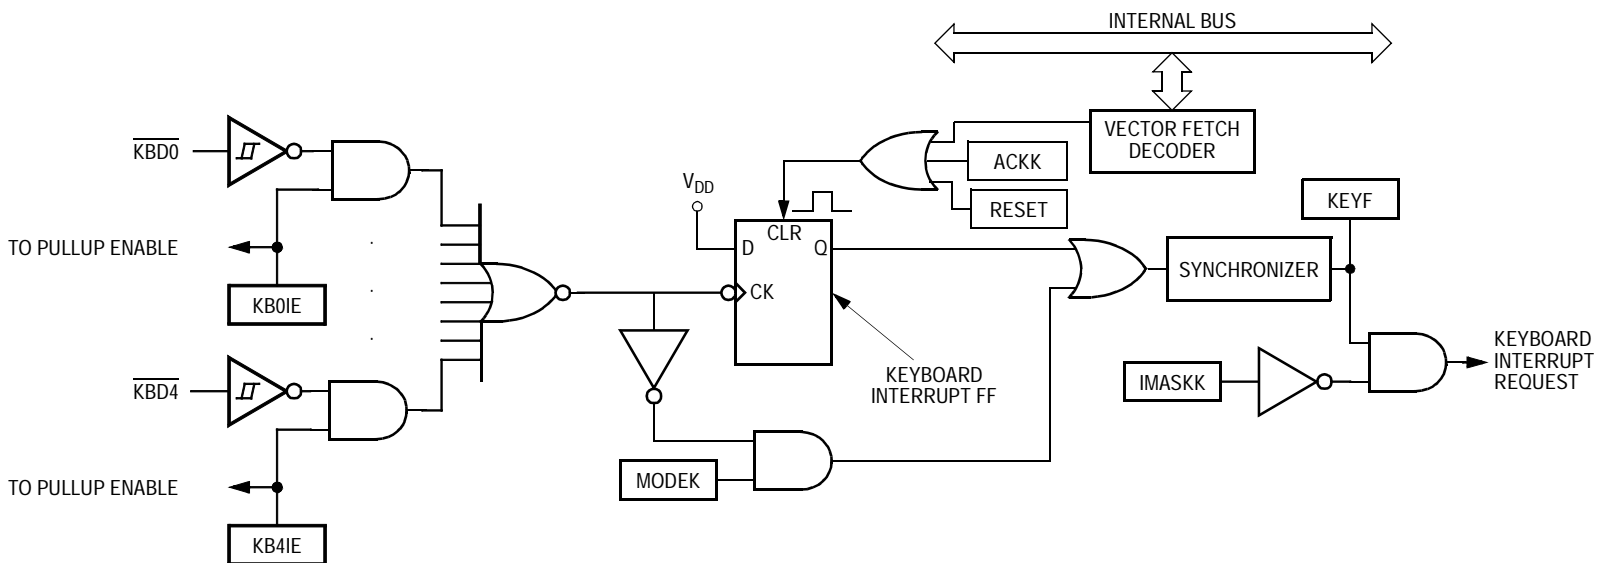 INTERNAL BUS
VECTOR FETCH
DECODER
KBD0
ACKK
RESET
VDD
KEYF
CLR
D
Q
TO PULLUP ENABLE
SYNCHRONIZER
CK
KB0IE
KEYBOARD
INTERRUPT FF
KEYBOARD
INTERRUPT
REQUEST
KBD4
IMASKK
MODEK
TO PULLUP ENABLE
KB4IE